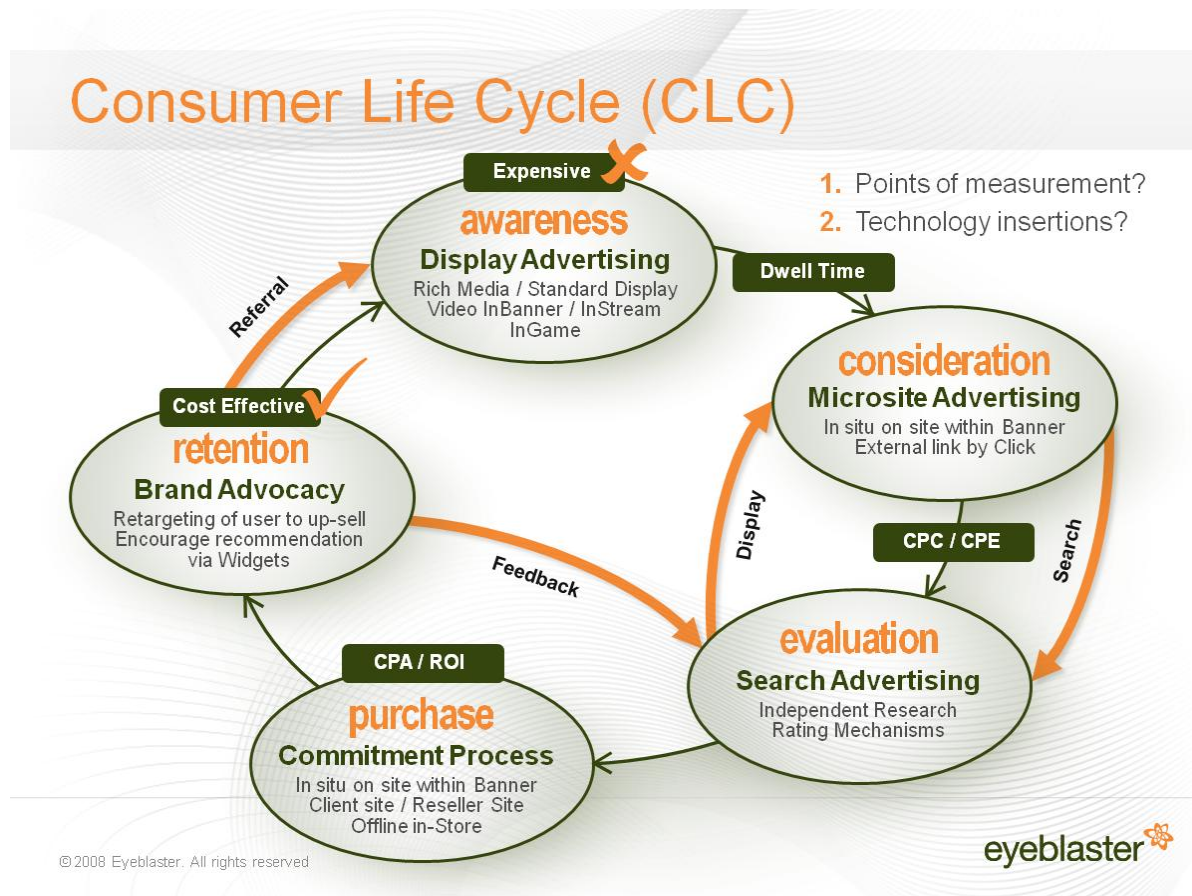 Consumer Life Cycle (CLC)
1. Points of measurement?
2. Technology insertions?
Expensive
awareness
Display Advertising
Rich Media / Standard Display
Video InBanner / InStream
InGame
Dwell Time
consideration
Microsite Advertising
In situ on site within Banner
External link by Click
CPC / CPE
Search
Display
evaluation
Search Advertising
Independent Research
Rating Mechanisms
CPA / ROI
purchase
Commitment Process
In situ on site within Banner
Client site / Reseller Site
Offline in-Store
Cost Effective
retention
Brand Advocacy
Retargeting of user to up-sell
Encourage recommendation
via Widgets
Referral
Feedback
©2008 Eyeblaster. All rights reserved
eyeblaster